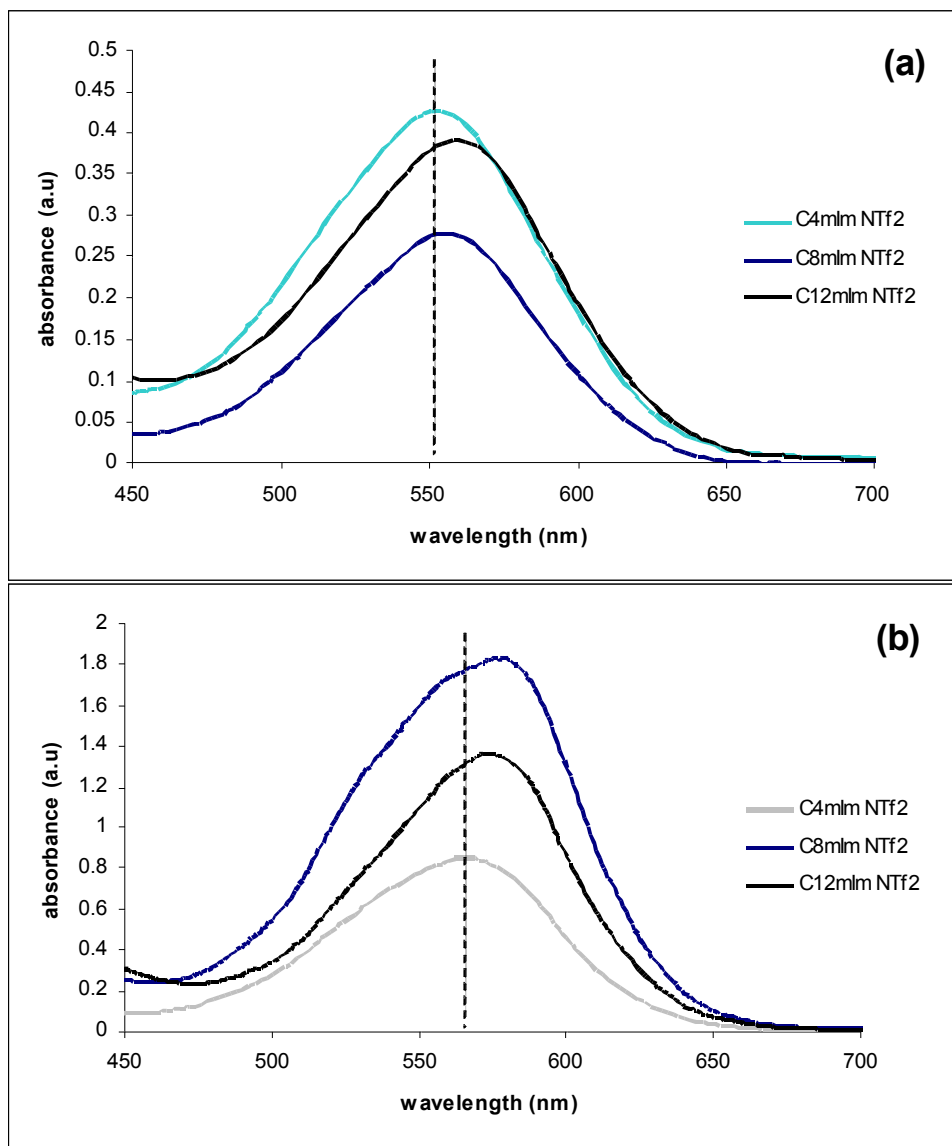 (a)
0.5
0.45
0.4
0.35
0.3
0.25
0.2
0.15
0.1
0.05
0
absorbance (a.u)
450 500 550 600 650 700
wavelength (nm)
C4mIm NTf2
C8mIm NTf2
C12mIm NTf2
(b)
2
1.8
1.6
1.4
1.2
1
0.8
0.6
0.4
0.2
0
absorbance (a.u)
450 500 550 600 650 700
wavelength (nm)
C4mIm NTf2
C8mIm NTf2
C12mIm NTf2